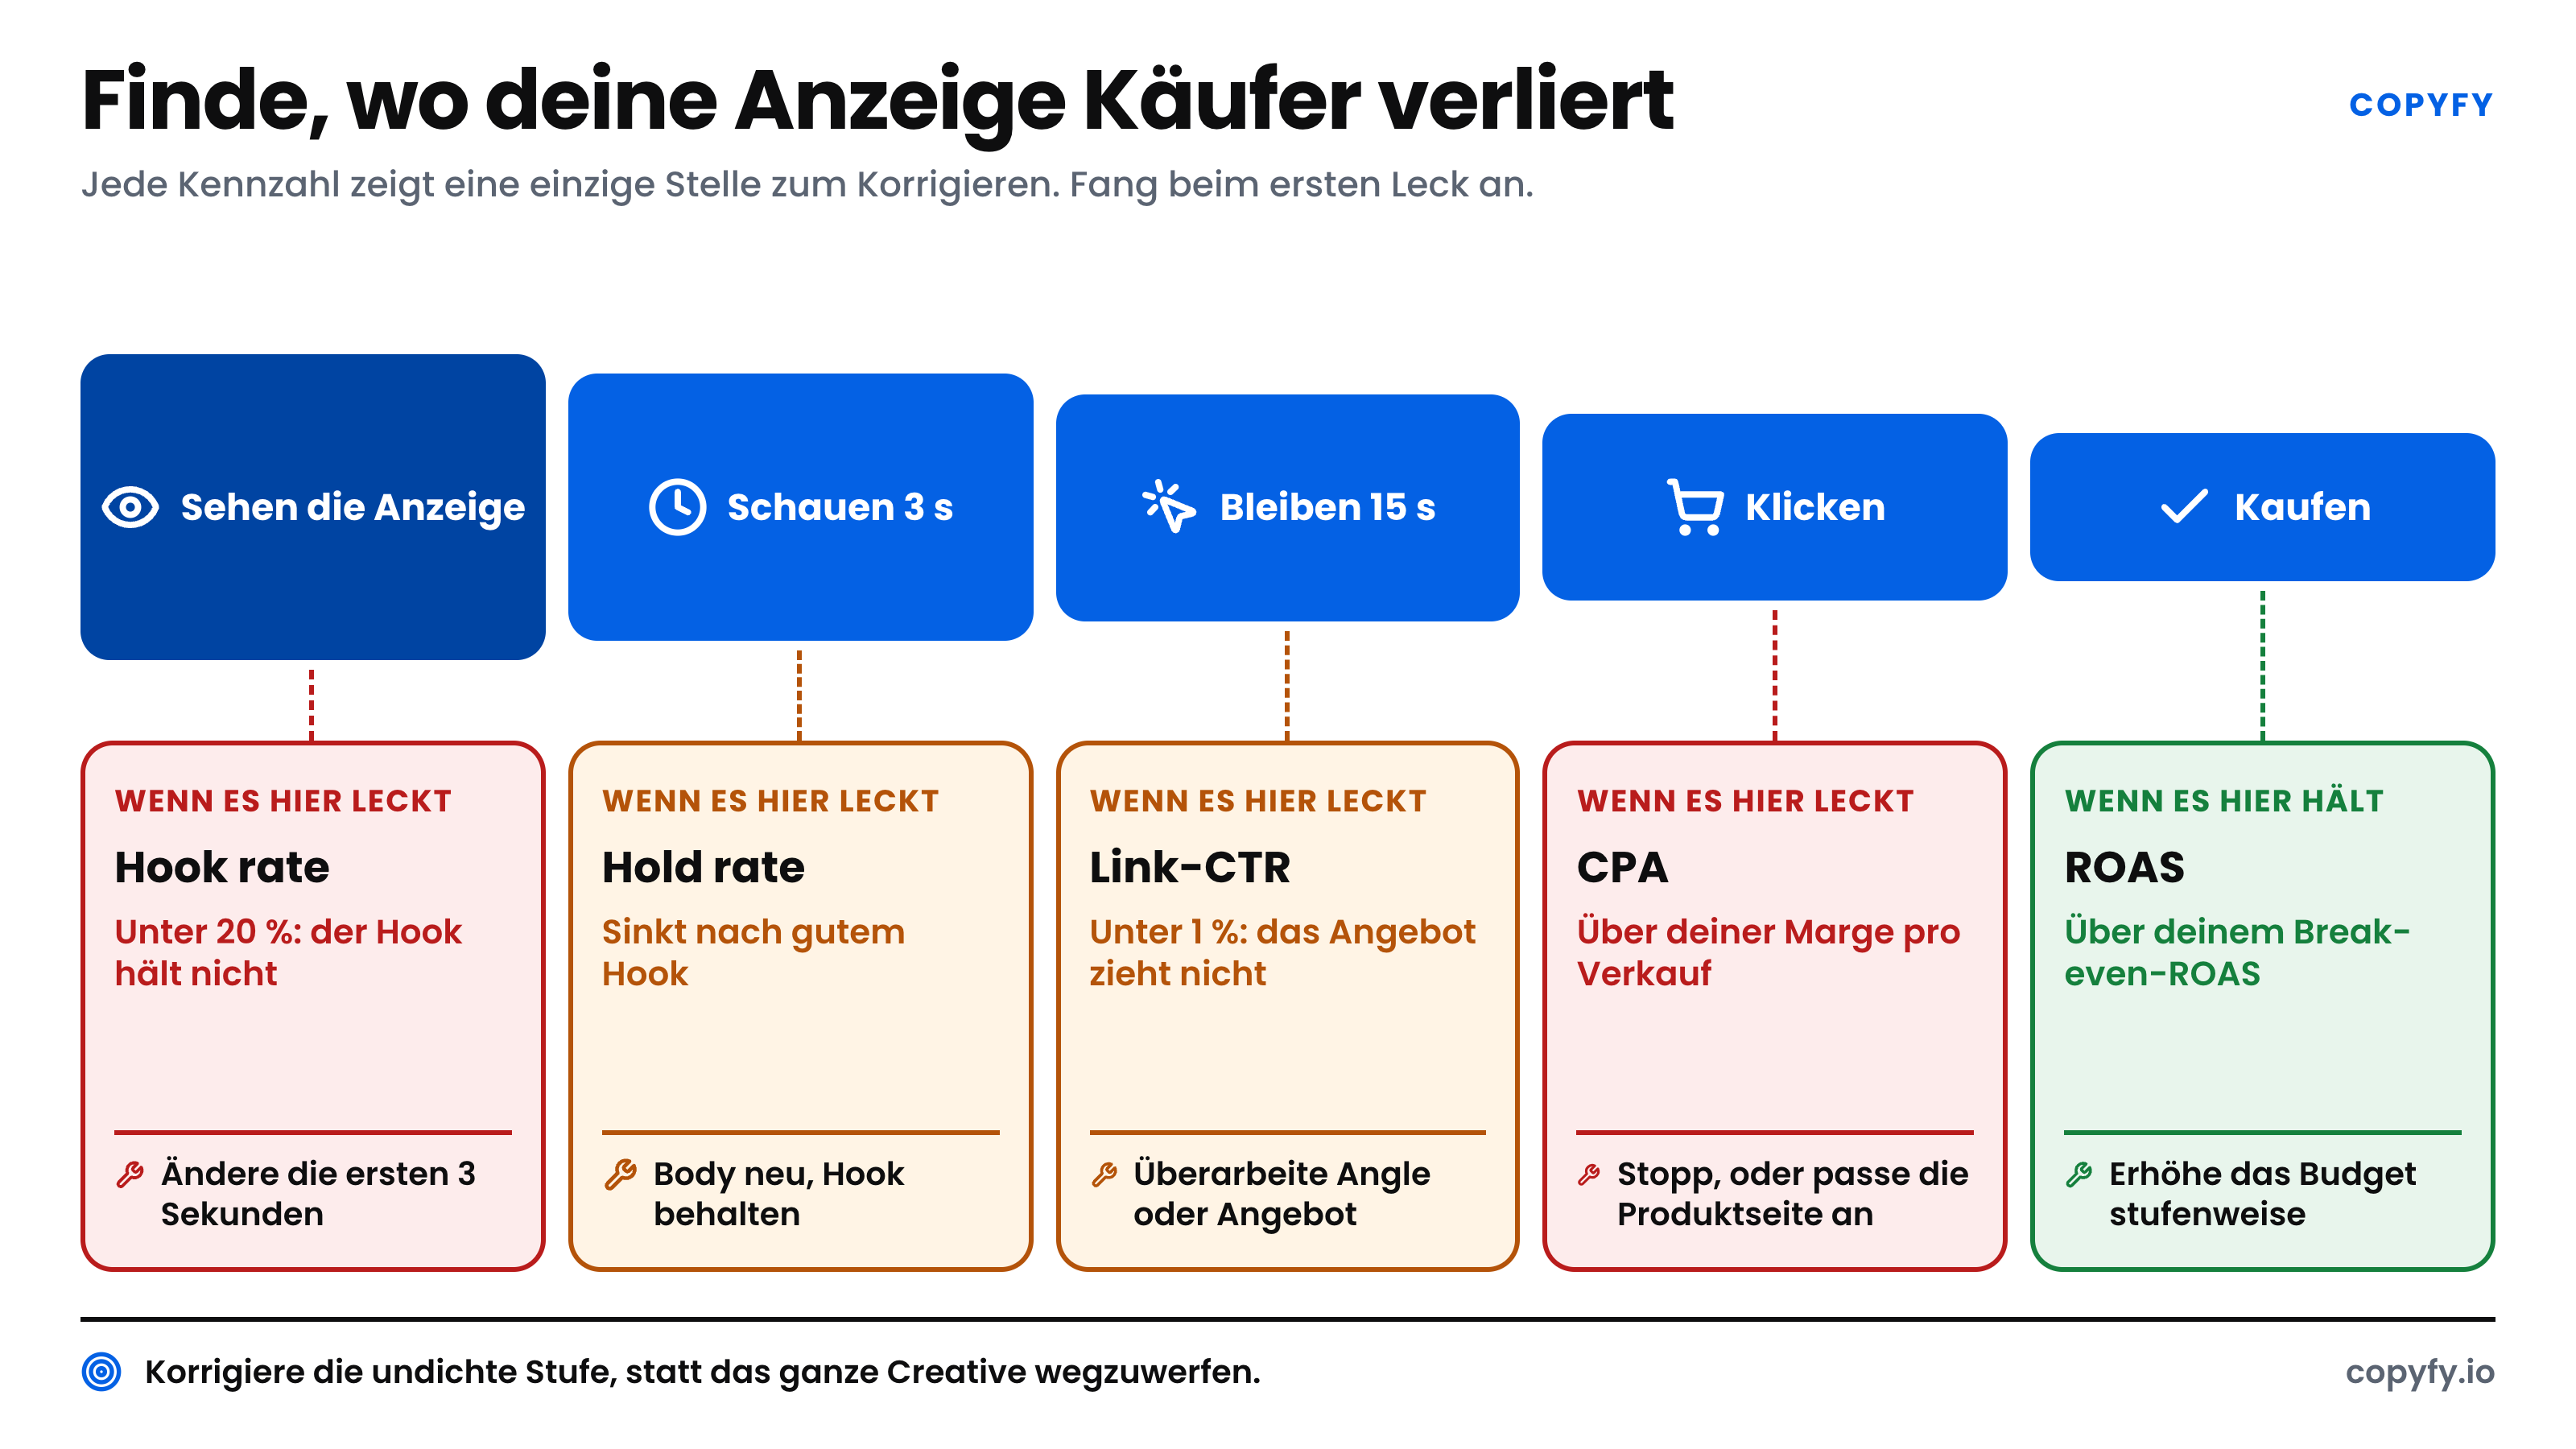 Finde, wo deine Anzeige Käufer verliert
COPYFY
Jede Kennzahl zeigt eine einzige Stelle zum Korrigieren. Fang beim ersten Leck an.
Sehen die Anzeige
Schauen 3 s
Bleiben 15 s
Klicken
Kaufen
WENN ES HIER LECKT
Hook rate
Unter 20 %: der Hook
hält nicht
Ändere die ersten 3
Sekunden
WENN ES HIER LECKT
Hold rate
Sinkt nach gutem
Hook
Body neu, Hook
behalten
WENN ES HIER LECKT
Link-CTR
Unter 1 %: das Angebot
zieht nicht
Überarbeite Angle
oder Angebot
WENN ES HIER LECKT
CPA
Über deiner Marge pro
Verkauf
Stopp, oder passe die
Produktseite an
WENN ES HIER HÄLT
ROAS
Über deinem Break-
even-ROAS
Erhöhe das Budget
stufenweise
Korrigiere die undichte Stufe, statt das ganze Creative wegzuwerfen.
copyfy.io